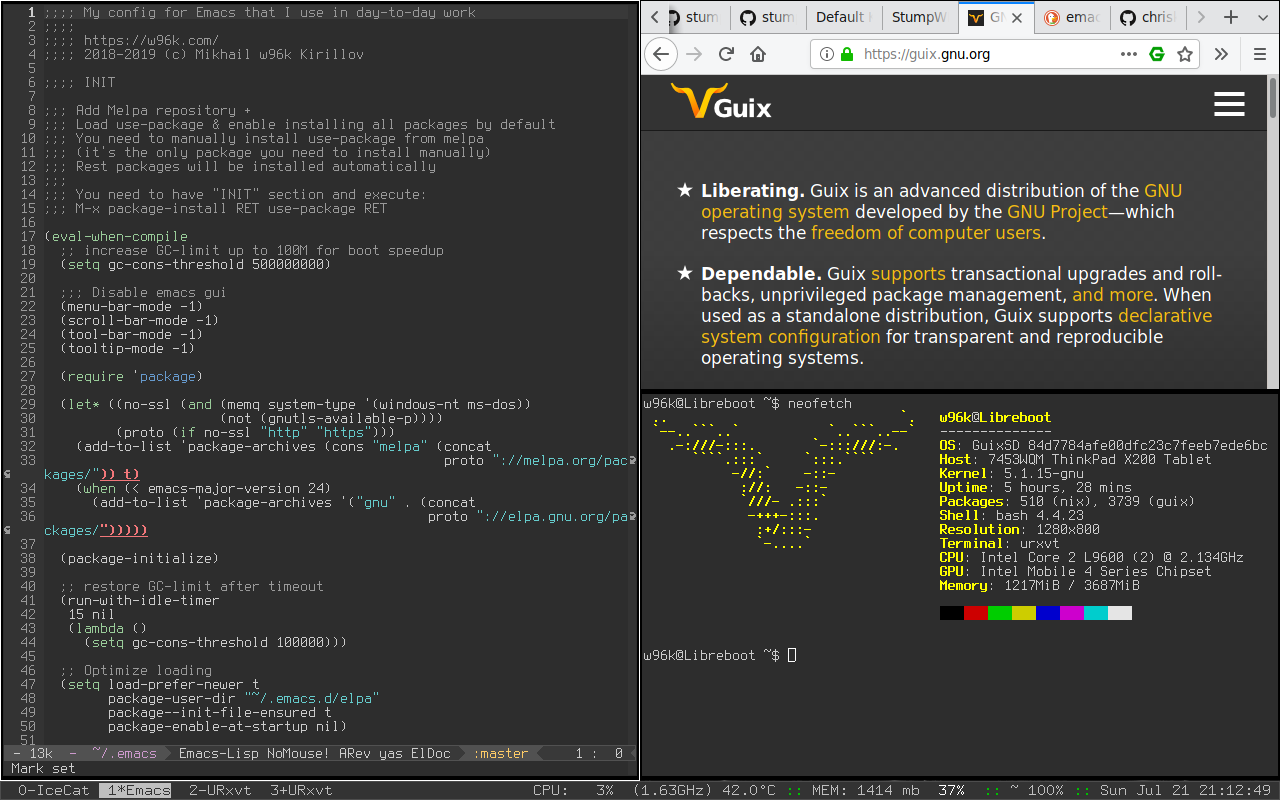 1 ;;;; My config for Emacs that I use in day-to-day work
2 ;;;;
3 ;;;; https://w96k.com/
4 ;;;; 2018-2019 (c) Mikhail w96k Kirillov
5
6 ;;;; INIT
7
8 ;;; Add Melpa repository +
9 ;;; Load use-package & enable installing all packages by default
10 ;;; You need to manually install use-package from melpa
11 ;;; (it's the only package you need to install manually)
12 ;;; Rest packages will be installed automatically
13 ;;;
14 ;;; You need to have "INIT" section and execute:
15 ;;; M-x package-install RET use-package RET
16
17 (eval-when-compile
18   ;; increase GC-limit up to 100M for boot speedup
19   (setq gc-cons-threshold 500000000)
20
21   ;;; Disable emacs gui
22   (menu-bar-mode -1)
23   (scroll-bar-mode -1)
24   (tool-bar-mode -1)
25   (tooltip-mode -1)
26
27   (require 'package)
28
29   (let* ((no-ssl (and (memq system-type '(windows-nt ms-dos))
30                       (not (gnutls-available-p))))
31          (proto (if no-ssl "http" "https")))
32     (add-to-list 'package-archives (cons "melpa" (concat
33                                                   proto "://melpa.org/pac
kages/")) t)
34     (when (< emacs-major-version 24)
35       (add-to-list 'package-archives '("gnu" . (concat
36                                                 proto "://elpa.gnu.org/pa
ckages/")))))
37
38   (package-initialize)
39
40   ;; restore GC-limit after timeout
41   (run-with-idle-timer
42    15 nil
43    (lambda ()
44      (setq gc-cons-threshold 100000)))
45
46   ;; Optimize loading
47   (setq load-prefer-newer t
48         package-user-dir "~/.emacs.d/elpa"
49         package--init-file-ensured t
50         package-enable-at-startup nil)
51
- 13k - ~/.emacs Emacs-Lisp NoMouse! ARev yas ElDoc :master 1 : 0
Mark set
stum stum Default StumpW GN emac chris
https://guix.gnu.org
Guix
★ Liberating. Guix is an advanced distribution of the GNU
operating system developed by the GNU Project—which
respects the freedom of computer users.
★ Dependable. Guix supports transactional upgrades and roll-
backs, unprivileged package management, and more. When
used as a standalone distribution, Guix supports declarative
system configuration for transparent and reproducible
operating systems.
w96k@Libreboot ~$ neofetch
w96k@Libreboot
--------------
OS: GuixSD 84d7784afe00dfc23c7feeb7ede6bc
Host: 7453WQM ThinkPad X200 Tablet
Kernel: 5.1.15-gnu
Uptime: 5 hours, 28 mins
Packages: 510 (nix), 3739 (guix)
Shell: bash 4.4.23
Resolution: 1280x800
Terminal: urxvt
CPU: Intel Core 2 L9600 (2) @ 2.134GHz
GPU: Intel Mobile 4 Series Chipset
Memory: 1217MiB / 3687MiB
w96k@Libreboot ~$
0-IceCat 1*Emacs 2-URxvt 3+URxvt CPU: 3% (1.63GHz) 42.0°C :: MEM: 1414 mb 37% :: ~ 100% :: Sun Jul 21 21:12:49